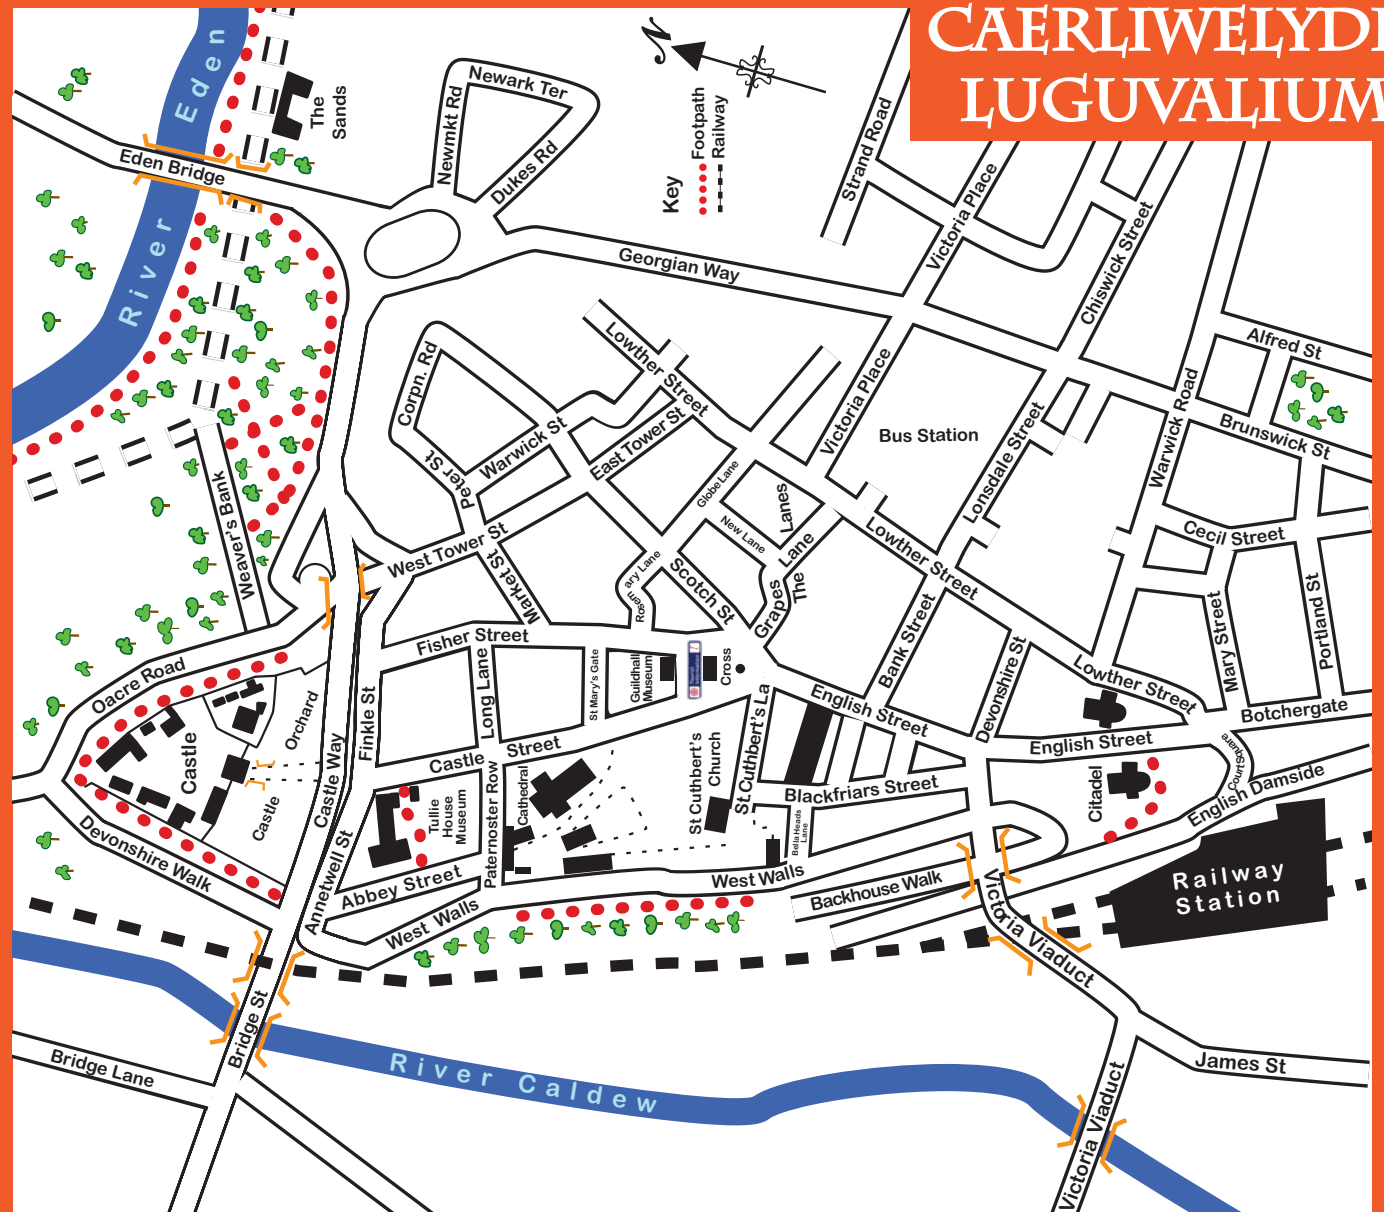 CAERLIWELYD
LUGUVALIUM
N
Key
Footpath
Railway
River Eden
Eden Bridge
The
Sands
Newark Ter
Newmkt Rd
Dukes Rd
Strand Road
Victoria Place
Chiswick Street
Georgian Way
Alfred St
Brunswick St
Warwick Road
Corpn. Rd
Lowther Street
Victoria Place
Bus Station
Lonsdale Street
Peter St
Warwick St
East Tower St
Globe Lane
New Lane
Lanes
The
Grapes Lane
Lowther Street
Cecil Street
Portland St
Mary Street
Weaver's Bank
West Tower St
Market St
Rosemary Lane
Scotch St
Bank Street
Devonshire St
Lowther Street
Botchergate
Oacre Road
Fisher Street
Long Lane
St Mary's Gate
Guildhall
Museum
Cross
English Street
English Street
Court Square
English Damside
Castle
Orchard
Castle
Castle Way
Finkle St
Castle Street
St Cuthbert's
Church
St Cuthbert's La
Blackfriars Street
Citadel
Devonshire Walk
Annetwell St
Tullie
House
Museum
Paternoster Row
Cathedral
Abbey Street
West Walls
West Walls
Backhouse Walk
Railway
Station
Victoria Viaduct
Bridge St
Bridge Lane
River Caldew
James St
Victoria Viaduct